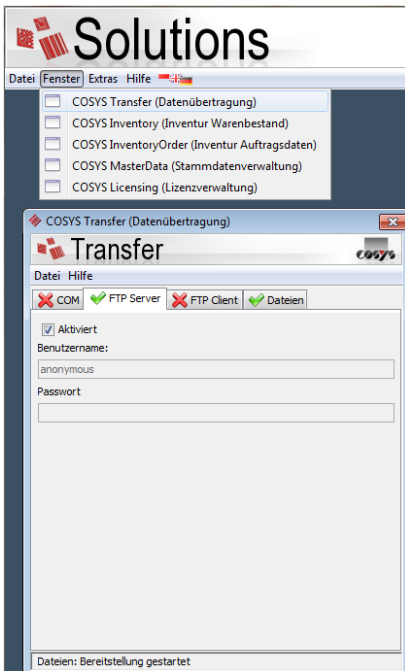 Solutions
Datei Fenster Extras Hilfe
COSYS Transfer (Datenübertragung)
COSYS Inventory (Inventur Warenbestand)
COSYS InventoryOrder (Inventur Auftragsdaten)
COSYS MasterData (Stammdatenverwaltung)
COSYS Licensing (Lizenzverwaltung)
COSYS Transfer (Datenübertragung)
Transfer cosys
Datei Hilfe
COM FTP Server FTP Client Dateien
Aktiviert
Benutzername:
anonymous
Passwort
Dateien: Bereitstellung gestartet